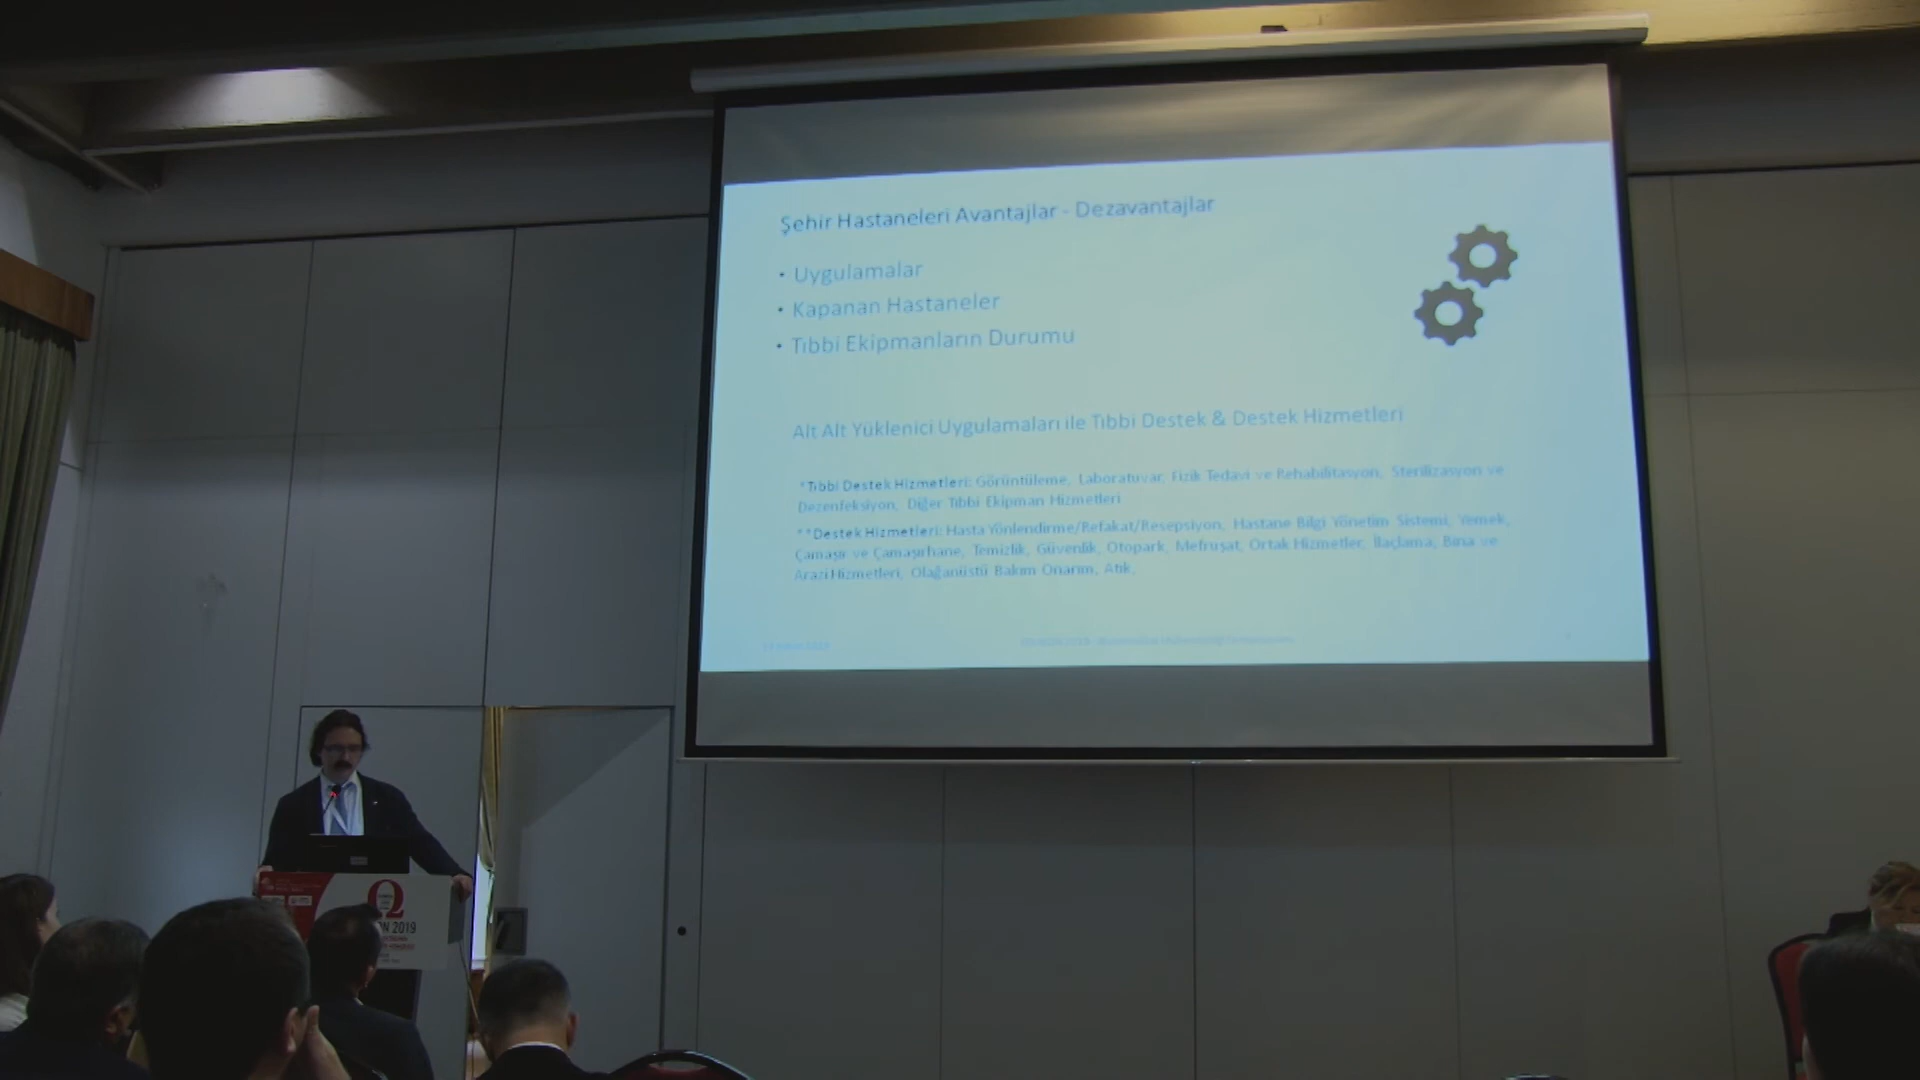 Şehir Hastaneleri Avantajlar - Dezavantajlar
• Uygulamalar
• Kapanan Hastaneler
• Tıbbi Ekipmanların Durumu
Alt Alt Yüklenici Uygulamaları ile Tıbbi Destek & Destek Hizmetleri
*Tıbbi Destek Hizmetleri: Görüntüleme, Laboratuvar, Fizik Tedavi ve Rehabilitasyon, Sterilizasyon ve
Dezenfeksiyon, Diğer Tıbbi Ekipman Hizmetleri
**Destek Hizmetleri: Hasta Yönlendirme/Refakat/Resepsiyon, Hastane Bilgi Yönetim Sistemi, Yemek,
Çamaşır ve Çamaşırhane, Temizlik, Güvenlik, Otopark, Mefruşat, Ortak Hizmetler, İlaçlama, Bina ve
Arazi Hizmetleri, Olağanüstü Bakım Onarım, Atık.
2019